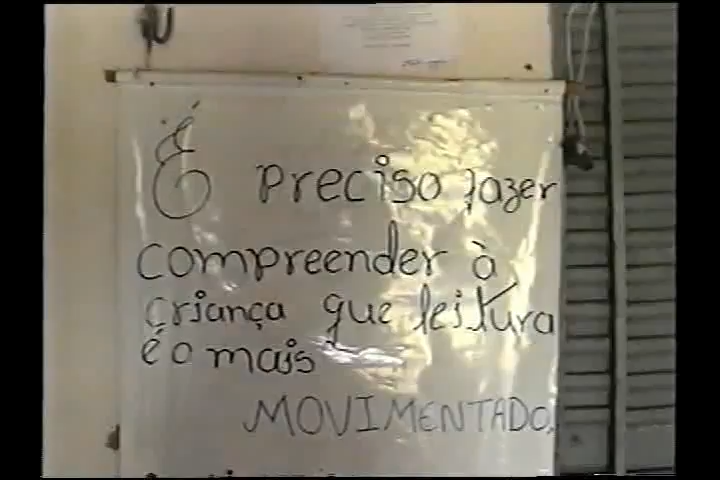 É preciso fazer
compreender à
criança que leitura
é o mais
MOVIMENTADO,